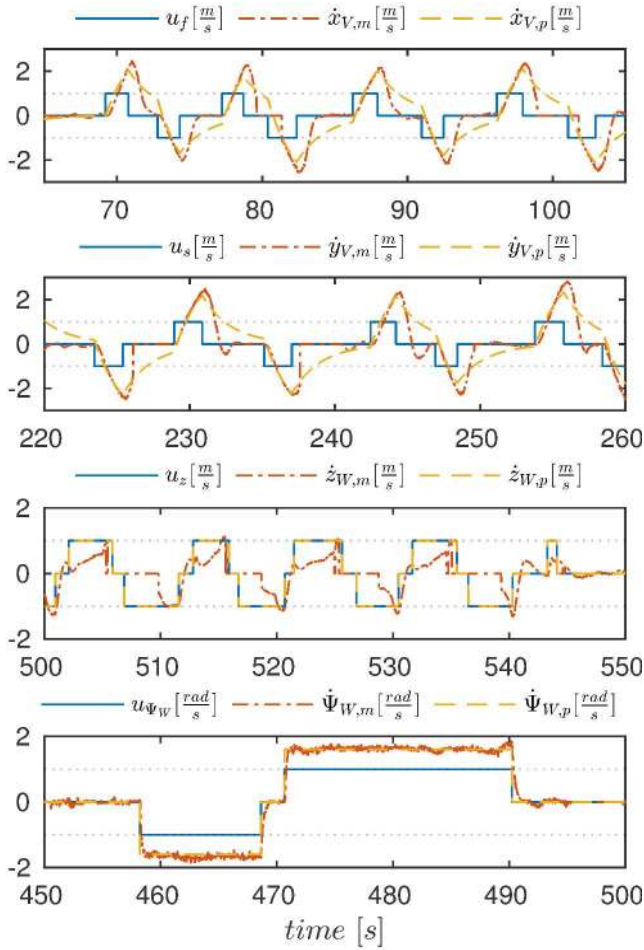 u_f[m/s] ẋ_{V,m}[m/s] ẋ_{V,p}[m/s]
2
0
-2
70 80 90 100
u_s[m/s] ẏ_{V,m}[m/s] ẏ_{V,p}[m/s]
2
0
-2
220 230 240 250 260
u_z[m/s] ż_{W,m}[m/s] ż_{W,p}[m/s]
2
0
-2
500 510 520 530 540 550
u_{Ψ_W}[rad/s] Ψ̇_{W,m}[rad/s] Ψ̇_{W,p}[rad/s]
2
0
-2
450 460 470 480 490 500
time [s]